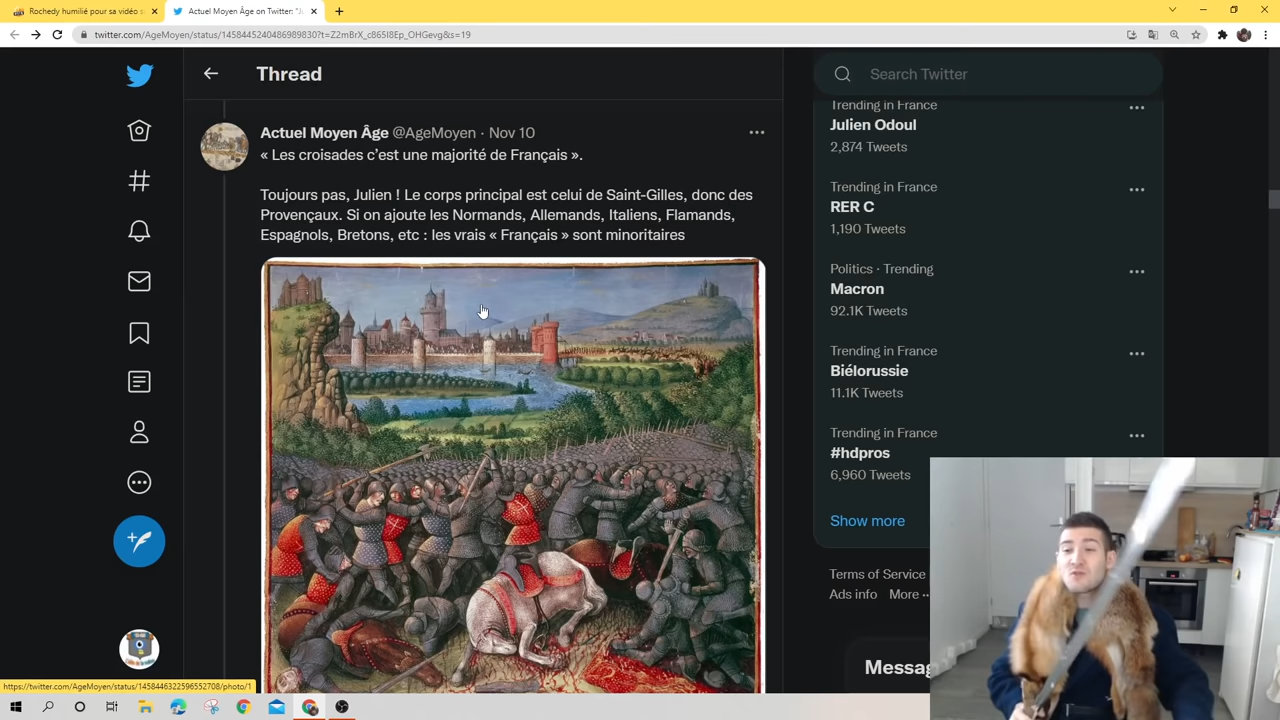 Rochedy humilié pour sa vidéo s
Actuel Moyen Âge on Twitter: "J
twitter.com/AgeMoyen/status/1458445240486989830?t=Z2mBrX_c865I8Ep_OHGevg&s=19
Thread
Search Twitter
Actuel Moyen Âge @AgeMoyen · Nov 10
« Les croisades c’est une majorité de Français ».
Toujours pas, Julien ! Le corps principal est celui de Saint-Gilles, donc des
Provençaux. Si on ajoute les Normands, Allemands, Italiens, Flamands,
Espagnols, Bretons, etc : les vrais « Français » sont minoritaires
Trending in France
Julien Odoul
2,874 Tweets
Trending in France
RER C
1,190 Tweets
Politics · Trending
Macron
92.1K Tweets
Trending in France
Biélorussie
11.1K Tweets
Trending in France
#hdpros
6,960 Tweets
Show more
Terms of Service
Ads info More ··
Messag
https://twitter.com/AgeMoyen/status/1458446322596552708/photo/1